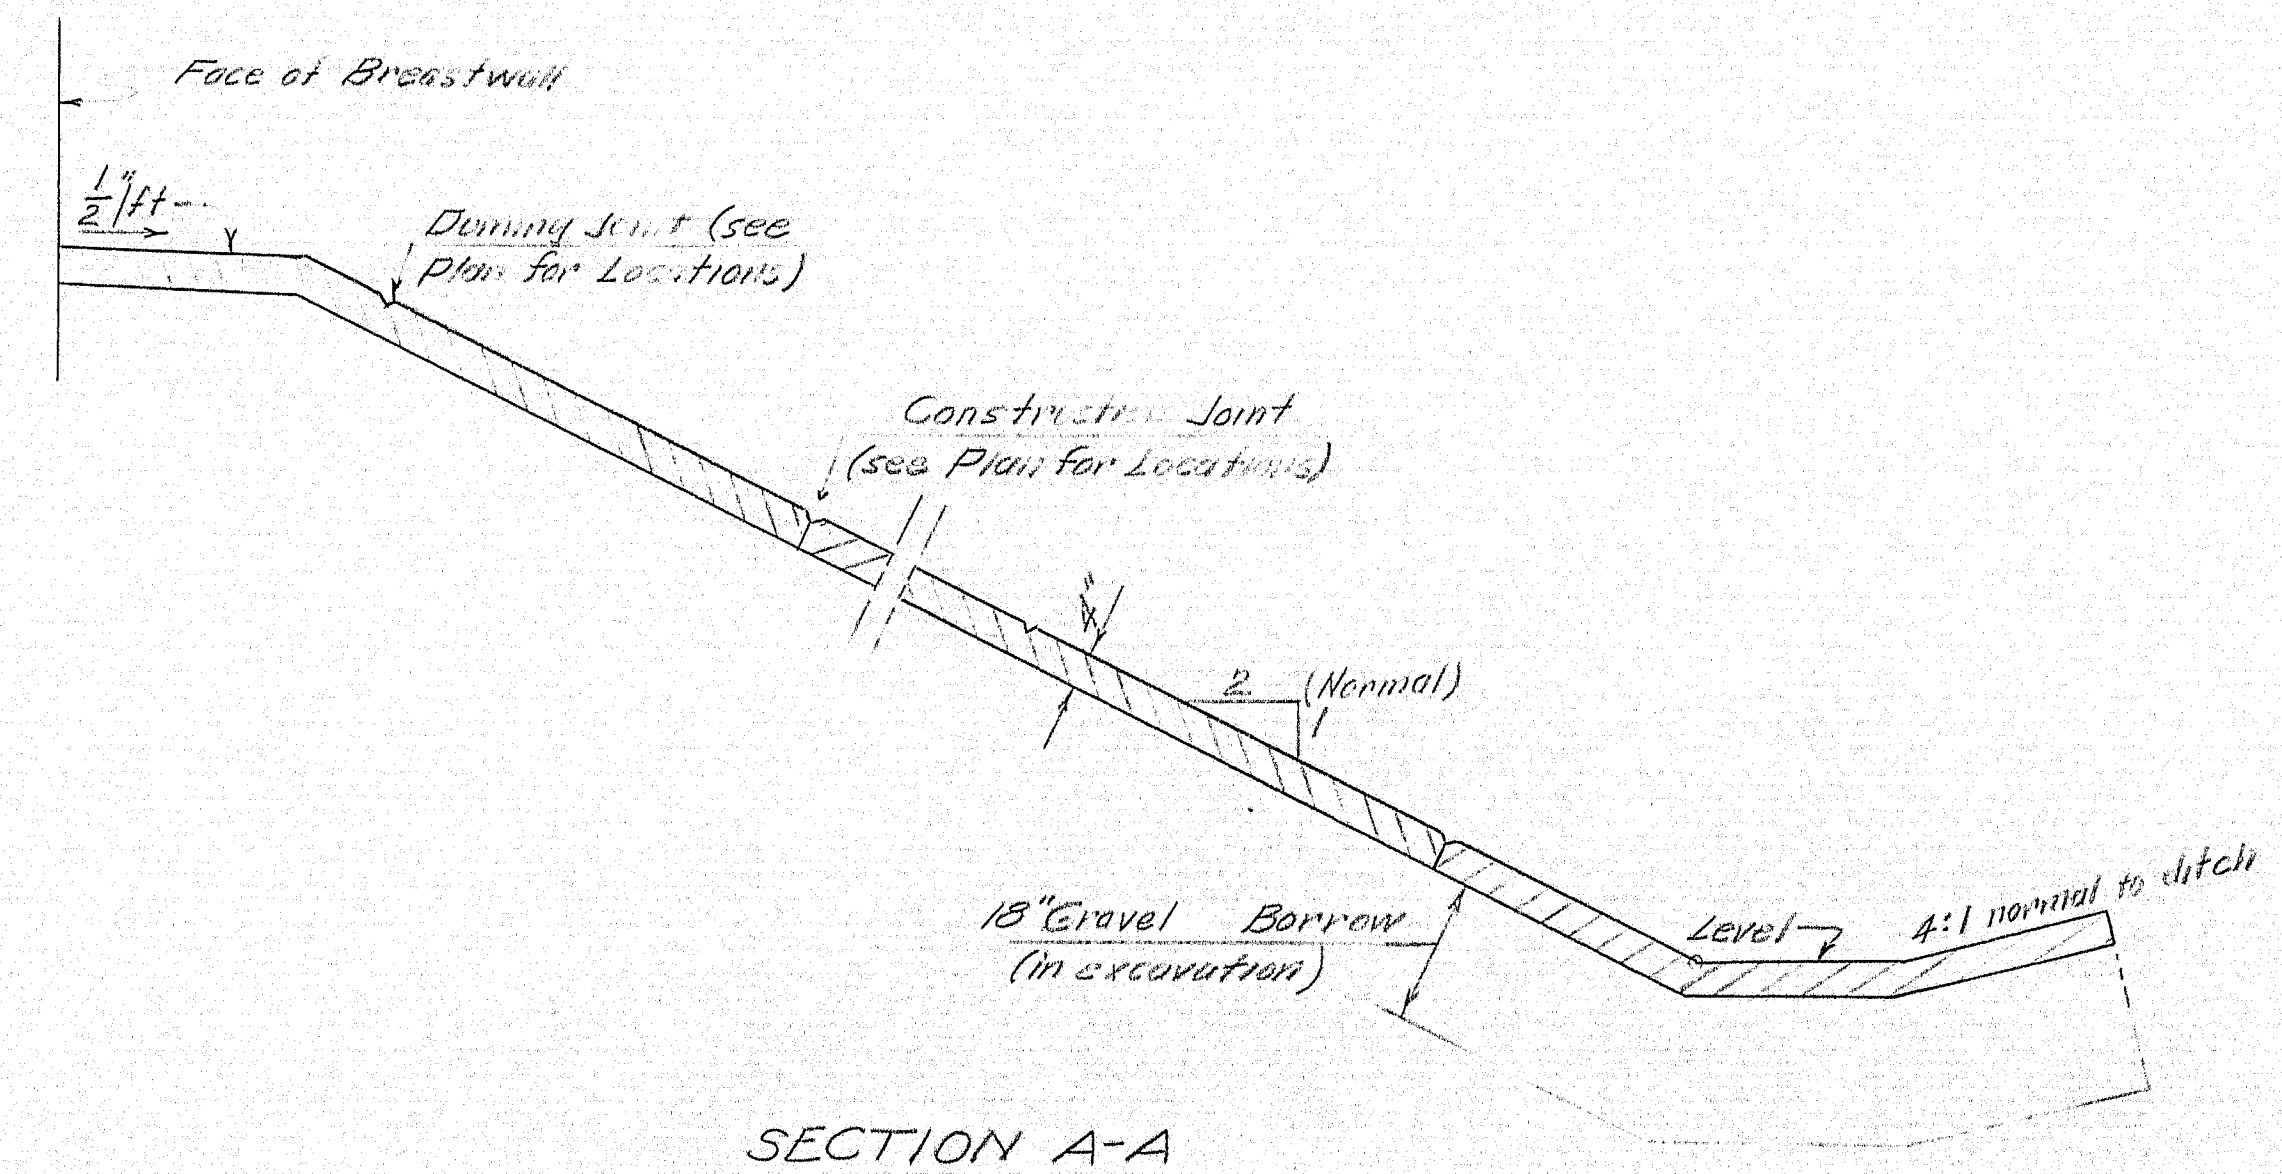 Face of Breastwall
1/2"/ft
Dummy Joint (see
Plan for Locations)
Construction Joint
(see Plan for Locations)
4"
2 (Normal)
1
18" Gravel Borrow
(in excavation)
Level
4:1 normal to ditch
SECTION A-A